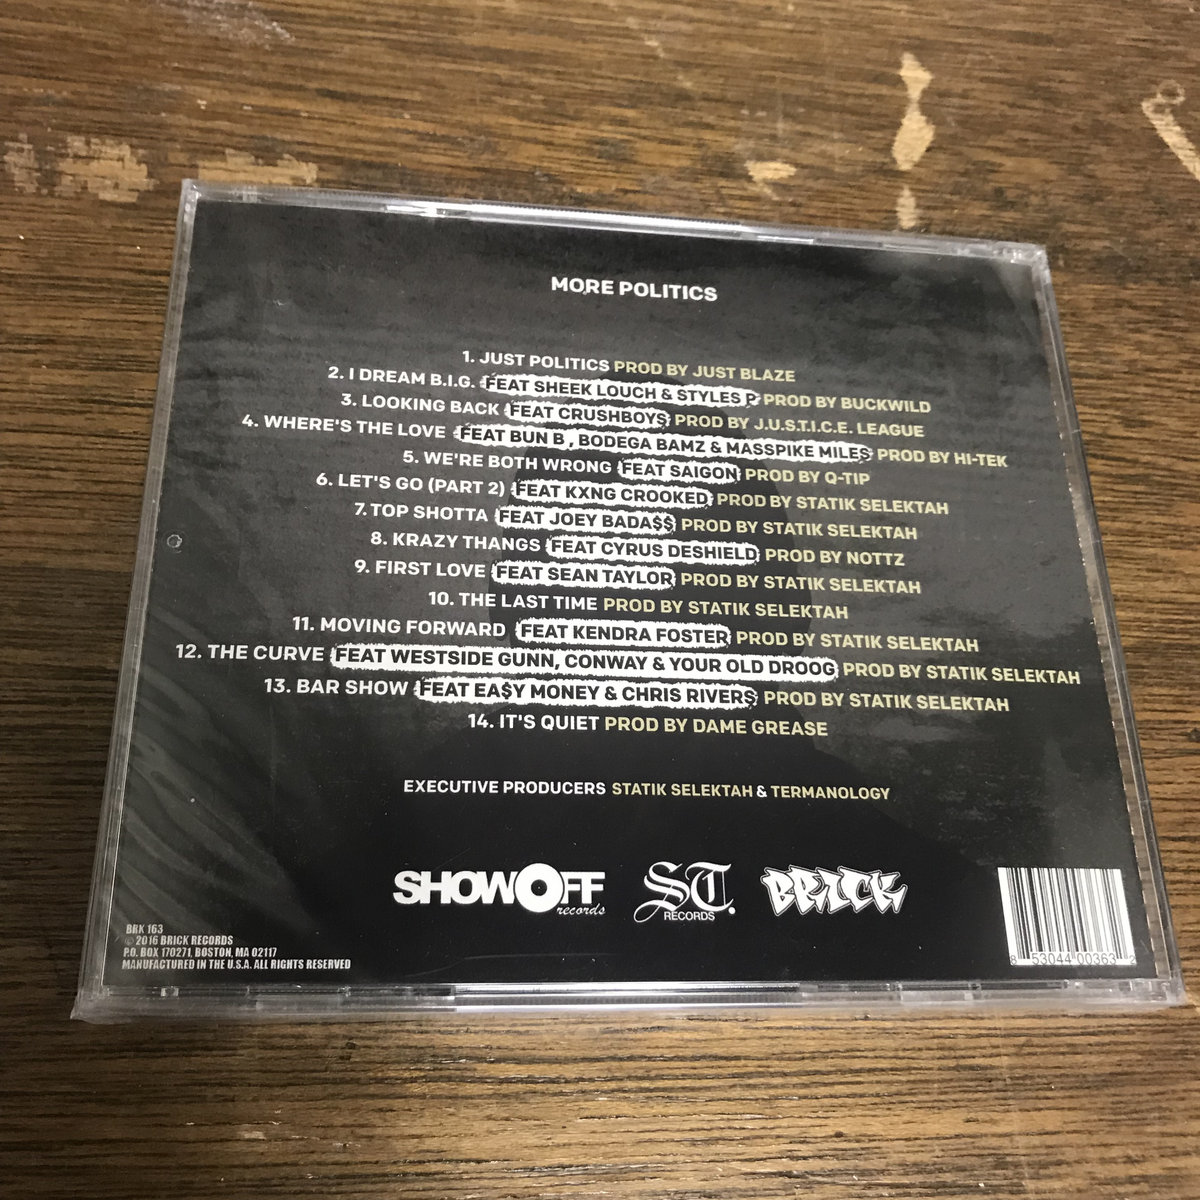 MORE POLITICS
1. JUST POLITICS PROD BY JUST BLAZE
2. I DREAM B.I.G. FEAT SHEEK LOUCH & STYLES P PROD BY BUCKWILD
3. LOOKING BACK FEAT CRUSHBOYS PROD BY J.U.S.T.I.C.E. LEAGUE
4. WHERE'S THE LOVE FEAT BUN B , BODEGA BAMZ & MASSPIKE MILES PROD BY HI-TEK
5. WE'RE BOTH WRONG FEAT SAIGON PROD BY Q-TIP
6. LET'S GO (PART 2) FEAT KXNG CROOKED PROD BY STATIK SELEKTAH
7. TOP SHOTTA FEAT JOEY BADA$$ PROD BY STATIK SELEKTAH
8. KRAZY THANGS FEAT CYRUS DESHIELD PROD BY NOTTZ
9. FIRST LOVE FEAT SEAN TAYLOR PROD BY STATIK SELEKTAH
10. THE LAST TIME PROD BY STATIK SELEKTAH
11. MOVING FORWARD FEAT KENDRA FOSTER PROD BY STATIK SELEKTAH
12. THE CURVE FEAT WESTSIDE GUNN, CONWAY & YOUR OLD DROOG PROD BY STATIK SELEKTAH
13. BAR SHOW FEAT EA$Y MONEY & CHRIS RIVERS PROD BY STATIK SELEKTAH
14. IT'S QUIET PROD BY DAME GREASE
EXECUTIVE PRODUCERS STATIK SELEKTAH & TERMANOLOGY
SHOWOFF records
S.T. RECORDS
BRICK
BRK 163
© 2016 BRICK RECORDS
P.O. BOX 170271, BOSTON, MA 02117
MANUFACTURED IN THE U.S.A. ALL RIGHTS RESERVED
8 53044 00363 2